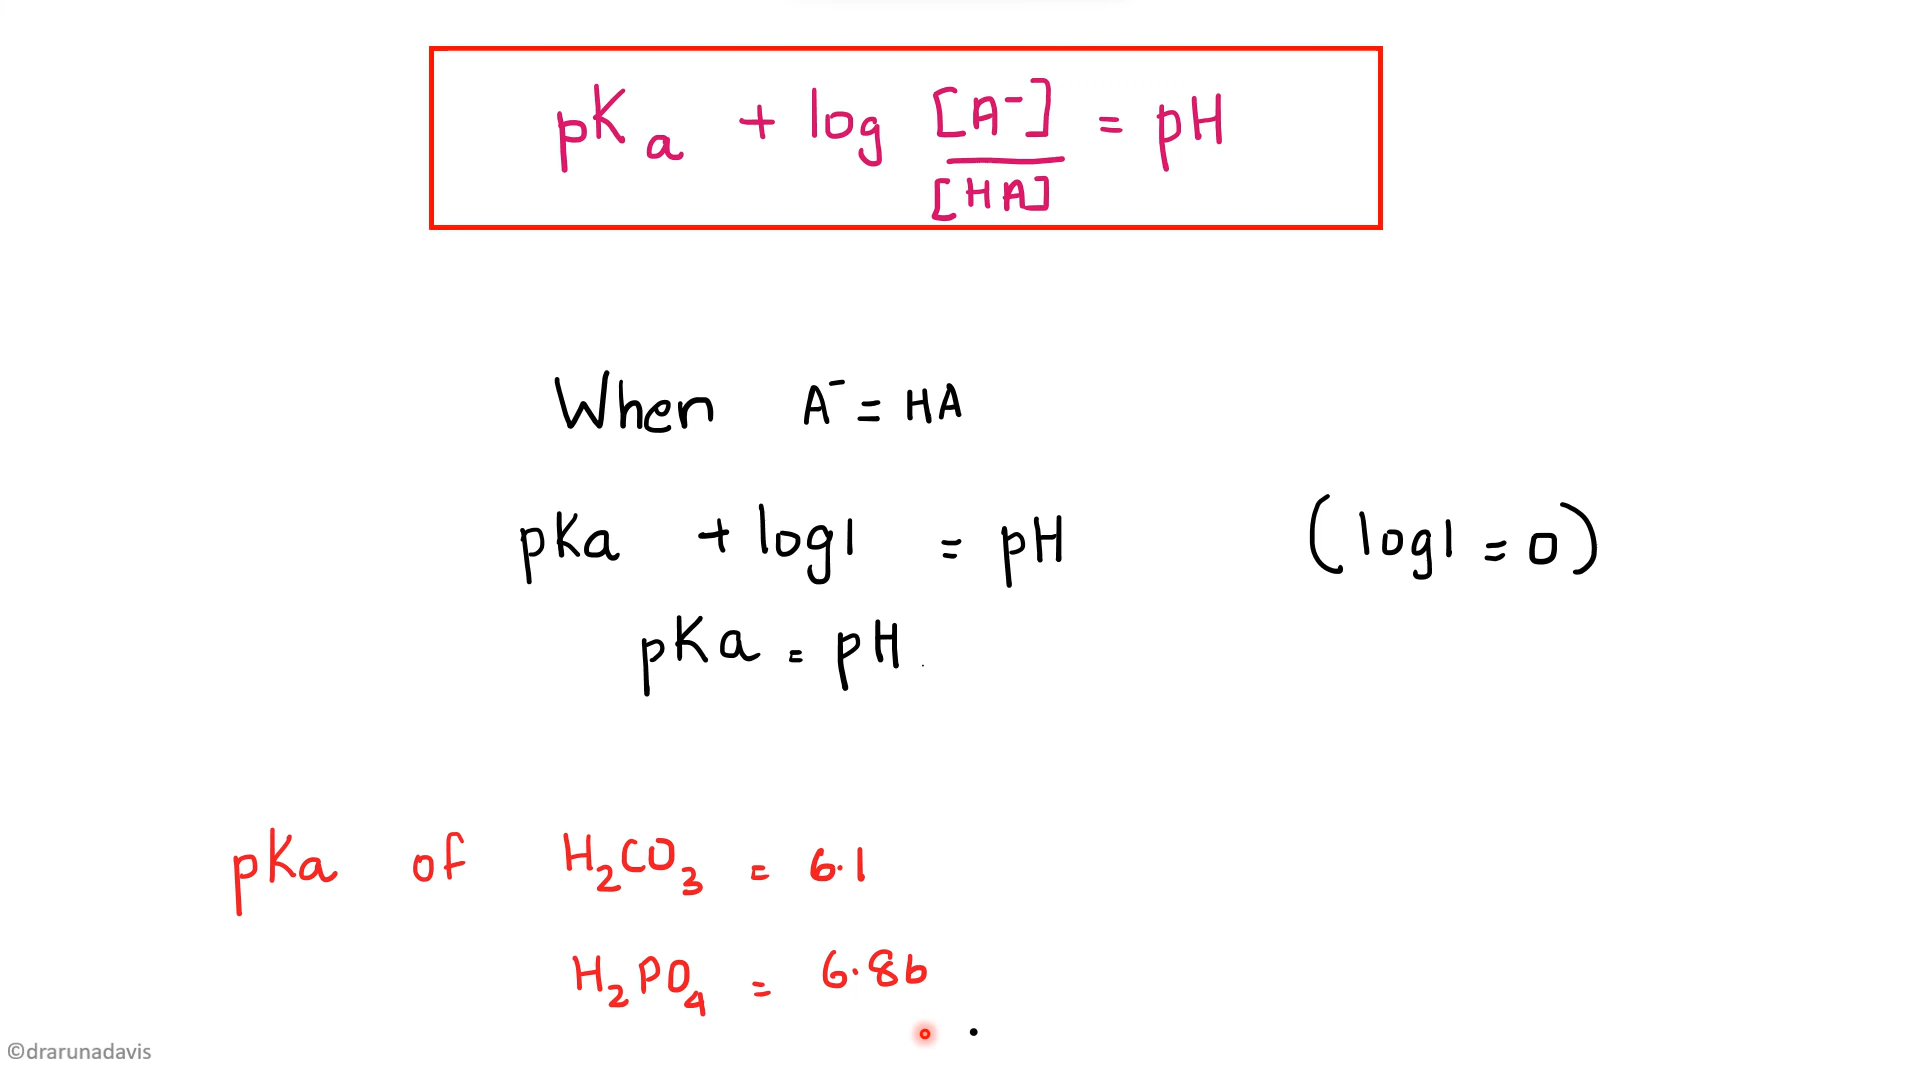 pKa + log [A⁻] = pH
[HA]
When A⁻ = HA
pKa + log1 = pH (log1 = 0)
pKa = pH.
pKa of H₂CO₃ = 6.1
H₂PO₄ = 6.86
©drarunadavis